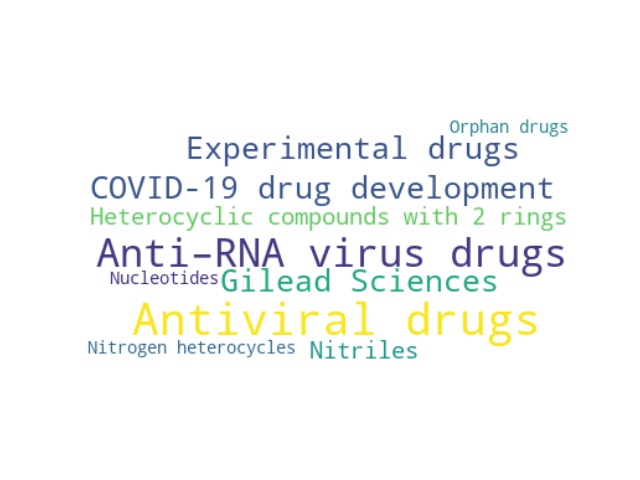 Orphan drugs
Experimental drugs
COVID-19 drug development
Heterocyclic compounds with 2 rings
Anti–RNA virus drugs
Nucleotides
Gilead Sciences
Antiviral drugs
Nitrogen heterocycles
Nitriles